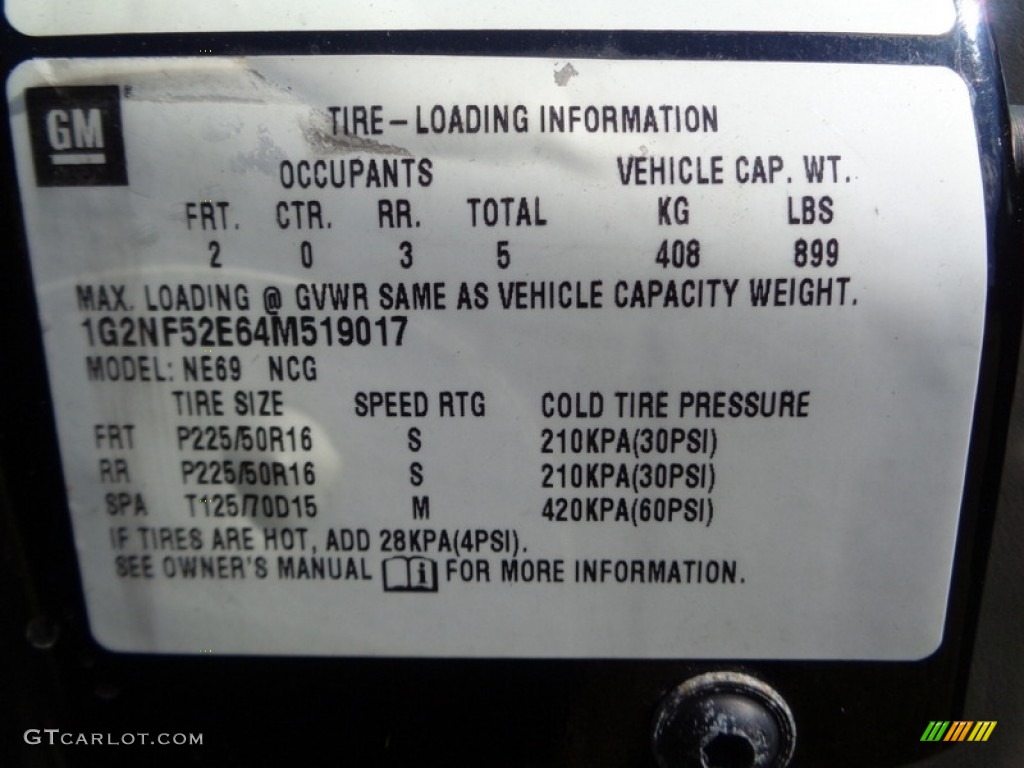 GM
TIRE-LOADING INFORMATION
OCCUPANTS VEHICLE CAP. WT.
FRT. CTR. RR. TOTAL KG LBS
2 0 3 5 408 899
MAX. LOADING @ GVWR SAME AS VEHICLE CAPACITY WEIGHT.
1G2NF52E64M519017
MODEL: NE69 NCG
TIRE SIZE SPEED RTG COLD TIRE PRESSURE
FRT P225/50R16 S 210KPA(30PSI)
RR P225/50R16 S 210KPA(30PSI)
SPA T125/70D15 M 420KPA(60PSI)
IF TIRES ARE HOT, ADD 28KPA(4PSI).
SEE OWNER'S MANUAL i FOR MORE INFORMATION.
GTCARLOT.COM